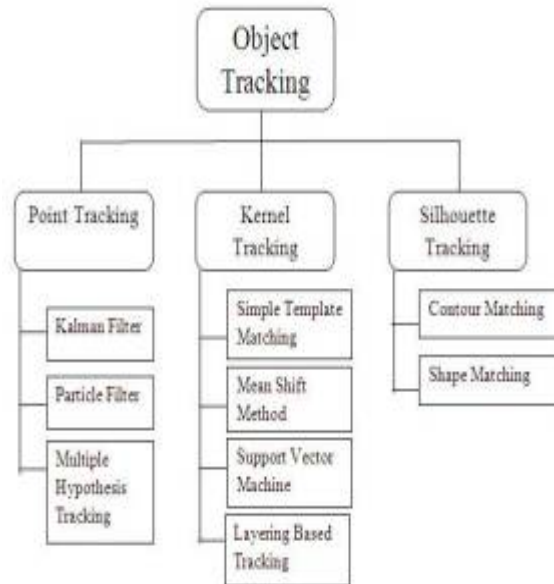 Object
Tracking
Point Tracking
Kernel
Tracking
Silhouette
Tracking
Kalman Filter
Particle Filter
Multiple
Hypothesis
Tracking
Simple Template
Matching
Mean Shift
Method
Support Vector
Machine
Layering Based
Tracking
Contour Matching
Shape Matching